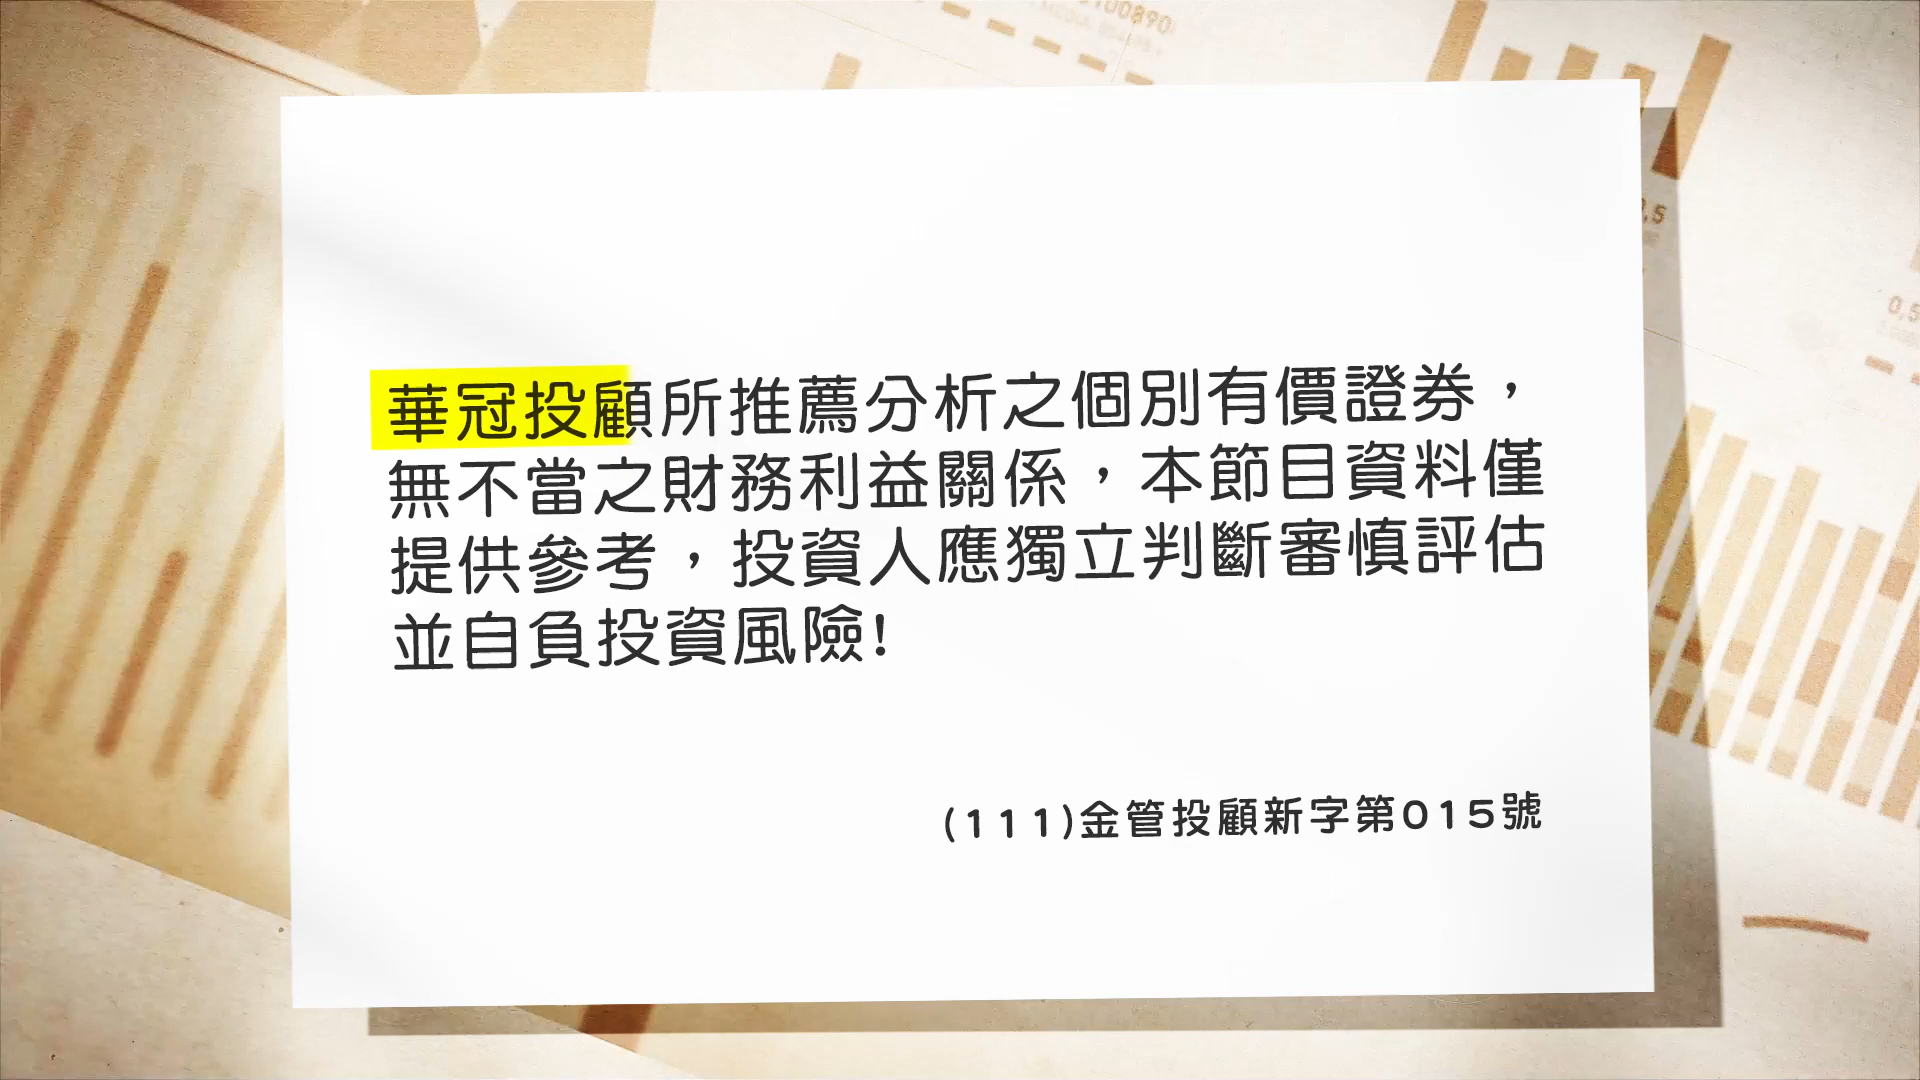 00890
華冠投顧所推薦分析之個別有價證券，
無不當之財務利益關係，本節目資料僅
提供參考，投資人應獨立判斷審慎評估
並自負投資風險!
(111)金管投顧新字第015號